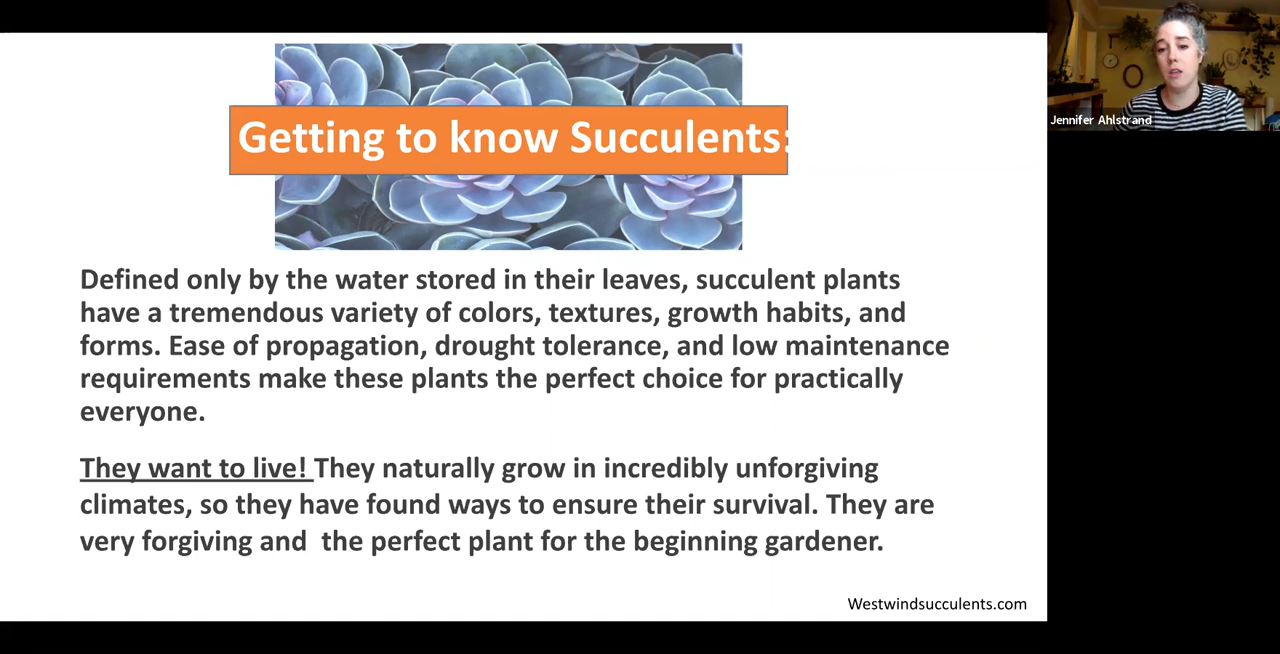 Getting to know Succulents:
Defined only by the water stored in their leaves, succulent plants
have a tremendous variety of colors, textures, growth habits, and
forms. Ease of propagation, drought tolerance, and low maintenance
requirements make these plants the perfect choice for practically
everyone.
They want to live! They naturally grow in incredibly unforgiving
climates, so they have found ways to ensure their survival. They are
very forgiving and  the perfect plant for the beginning gardener.
Westwindsucculents.com
Jennifer Ahlstrand